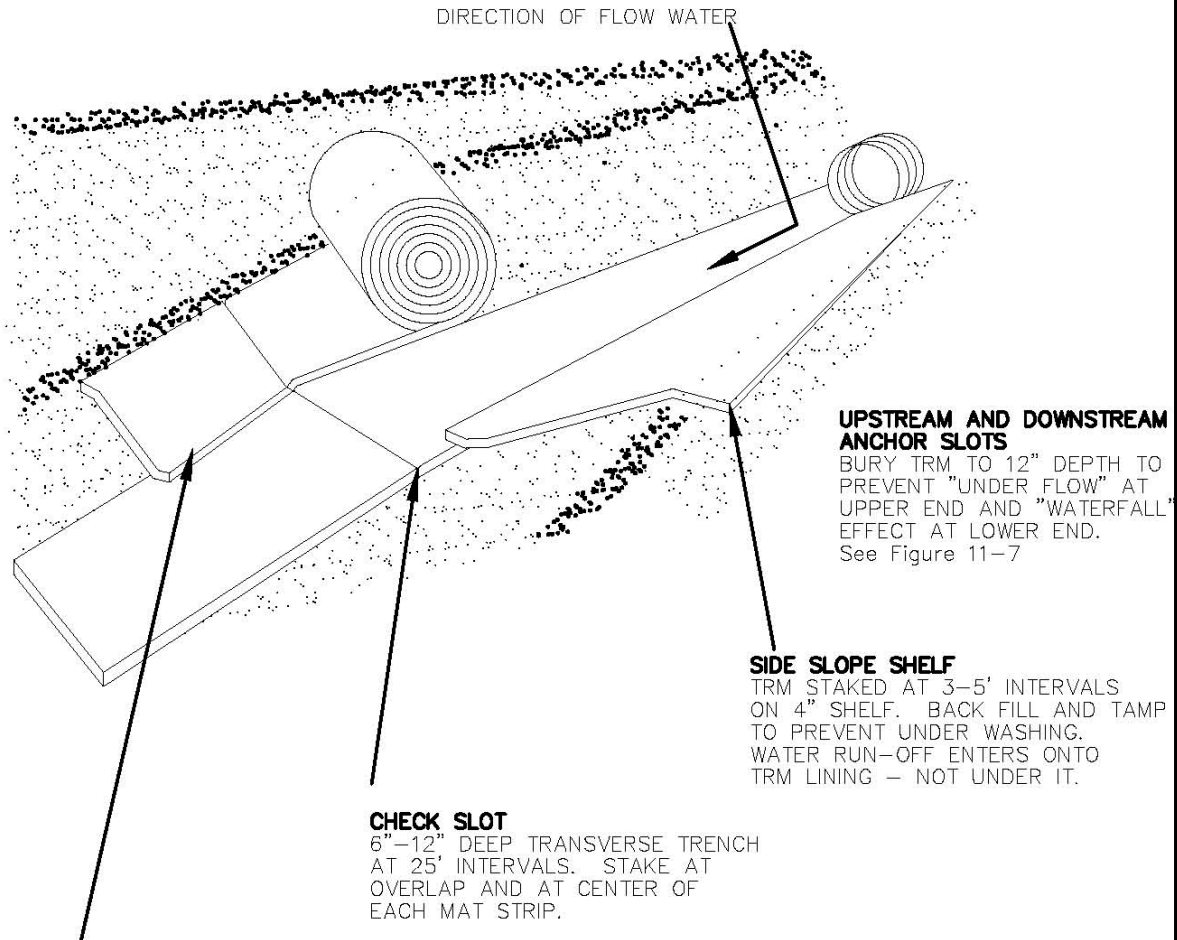 DIRECTION OF FLOW WATER
UPSTREAM AND DOWNSTREAM
ANCHOR SLOTS
BURY TRM TO 12" DEPTH TO
PREVENT "UNDER FLOW" AT
UPPER END AND "WATERFALL"
EFFECT AT LOWER END.
See Figure 11-7
SIDE SLOPE SHELF
TRM STAKED AT 3-5' INTERVALS
ON 4" SHELF. BACK FILL AND TAMP
TO PREVENT UNDER WASHING.
WATER RUN-OFF ENTERS ONTO
TRM LINING - NOT UNDER IT.
CHECK SLOT
6"-12" DEEP TRANSVERSE TRENCH
AT 25' INTERVALS. STAKE AT
OVERLAP AND AT CENTER OF
EACH MAT STRIP.